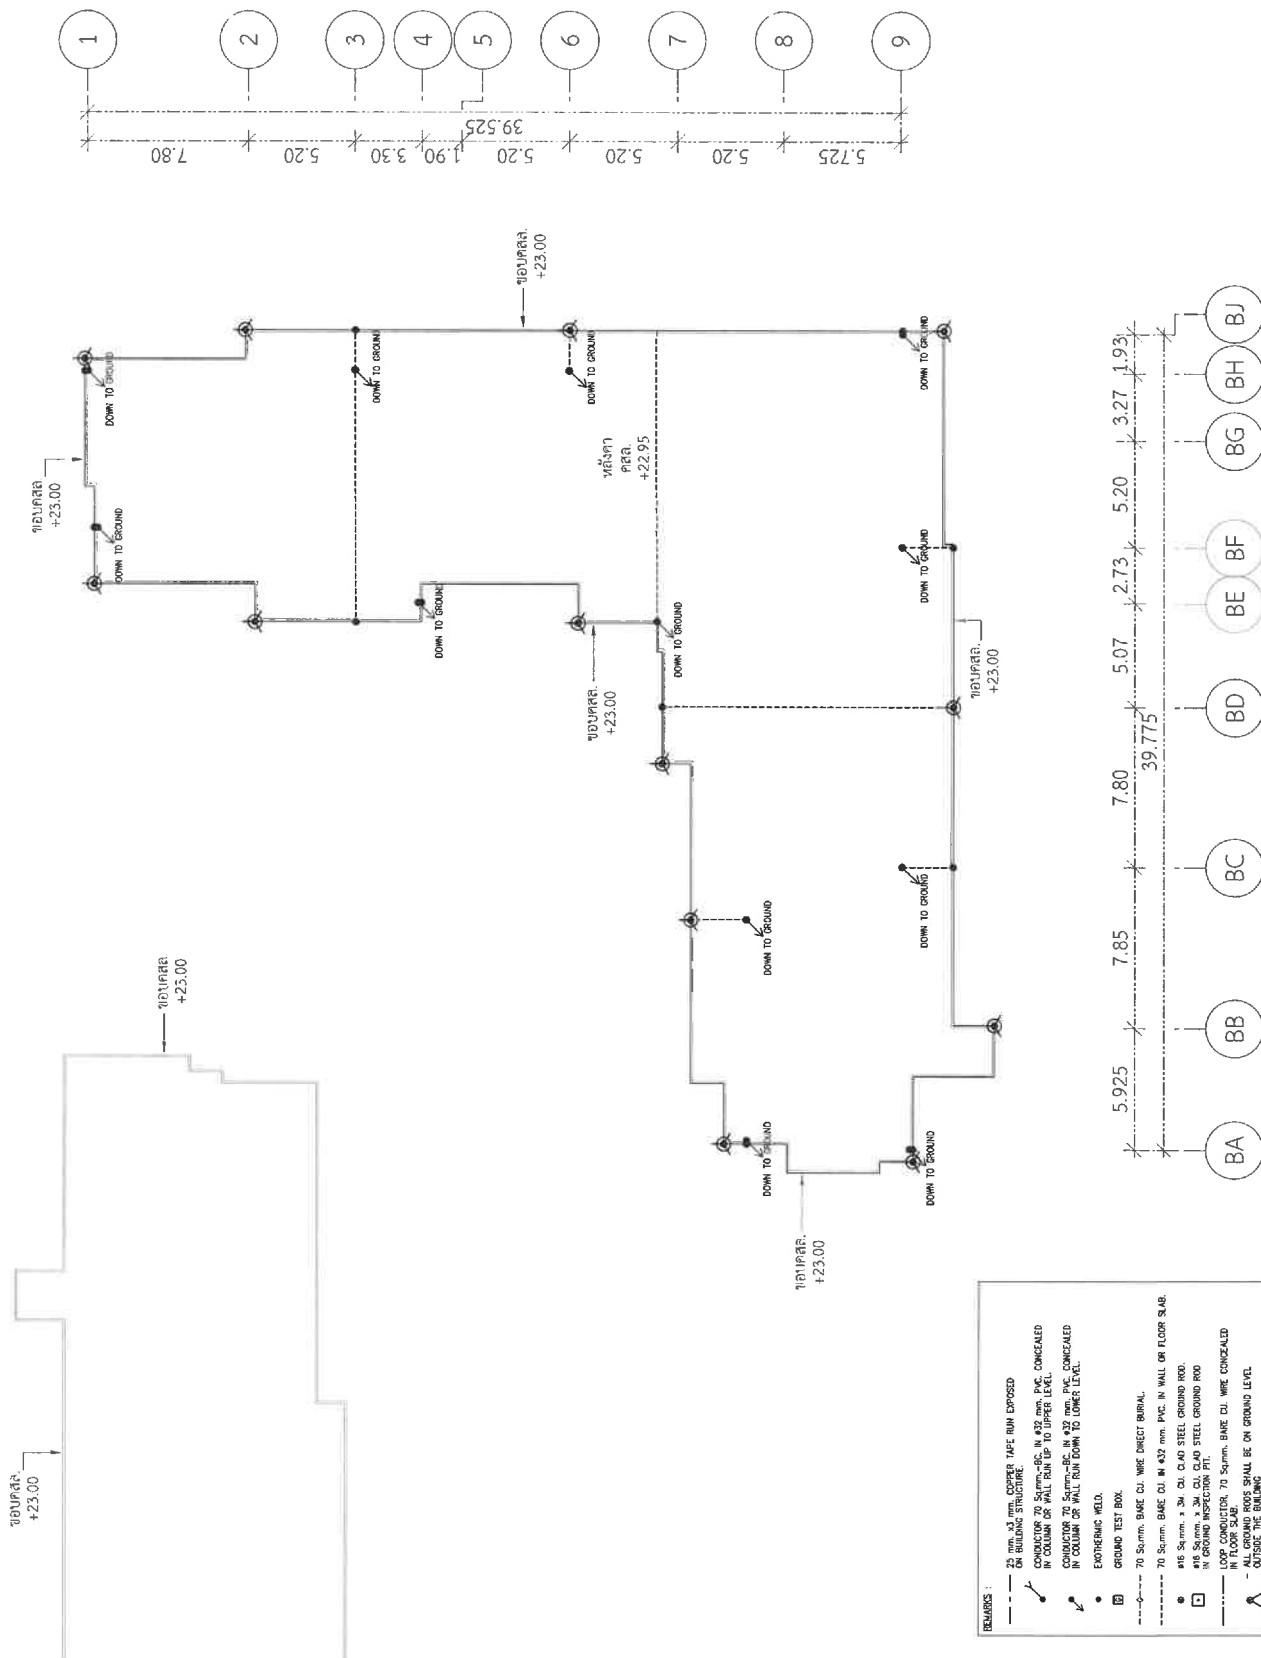 1
2
3
4
5
6
7
8
9
7.80
5.20
3.30
1.90
5.20
5.20
5.20
5.725
39.525
ขอบคสล.
+23.00
ขอบคสล.
+23.00
DOWN TO GROUND
DOWN TO GROUND
DOWN TO GROUND
DOWN TO GROUND
DOWN TO GROUND
หลังคา
คสล.
+22.95
DOWN TO GROUND
DOWN TO GROUND
DOWN TO GROUND
ขอบคสล.
+23.00
ขอบคสล.
+23.00
DOWN TO GROUND
DOWN TO GROUND
DOWN TO GROUND
DOWN TO GROUND
ขอบคสล.
+23.00
ขอบคสล.
+23.00
ขอบคสล.
+23.00
5.925
7.85
7.80
5.07
2.73
5.20
3.27
1.93
39.775
BA
BB
BC
BD
BE
BF
BG
BH
BJ
REMARKS :
25 mm. x3 mm. COPPER TAPE RUN EXPOSED
ON BUILDING STRUCTURE.
CONDUCTOR 70 Sq.mm.-BC. IN ø32 mm. PVC. CONCEALED
IN COLUMN OR WALL RUN UP TO UPPER LEVEL.
CONDUCTOR 70 Sq.mm.-BC. IN ø32 mm. PVC. CONCEALED
IN COLUMN OR WALL RUN DOWN TO LOWER LEVEL.
EXOTHERMIC WELD.
GROUND TEST BOX.
70 Sq.mm. BARE CU. WIRE DIRECT BURIAL.
70 Sq.mm. BARE CU. IN ø32 mm. PVC. IN WALL OR FLOOR SLAB.
ø16 Sq.mm. x 3M. CU. CLAD STEEL GROUND ROD.
ø16 Sq.mm. x 3M. CU. CLAD STEEL GROUND ROD
IN GROUND INSPECTION PIT.
LOOP CONDUCTOR, 70 Sq.mm. BARE CU. WIRE CONCEALED
IN FLOOR SLAB.
- ALL GROUND RODS SHALL BE ON GROUND LEVEL
OUTSIDE THE BUILDING